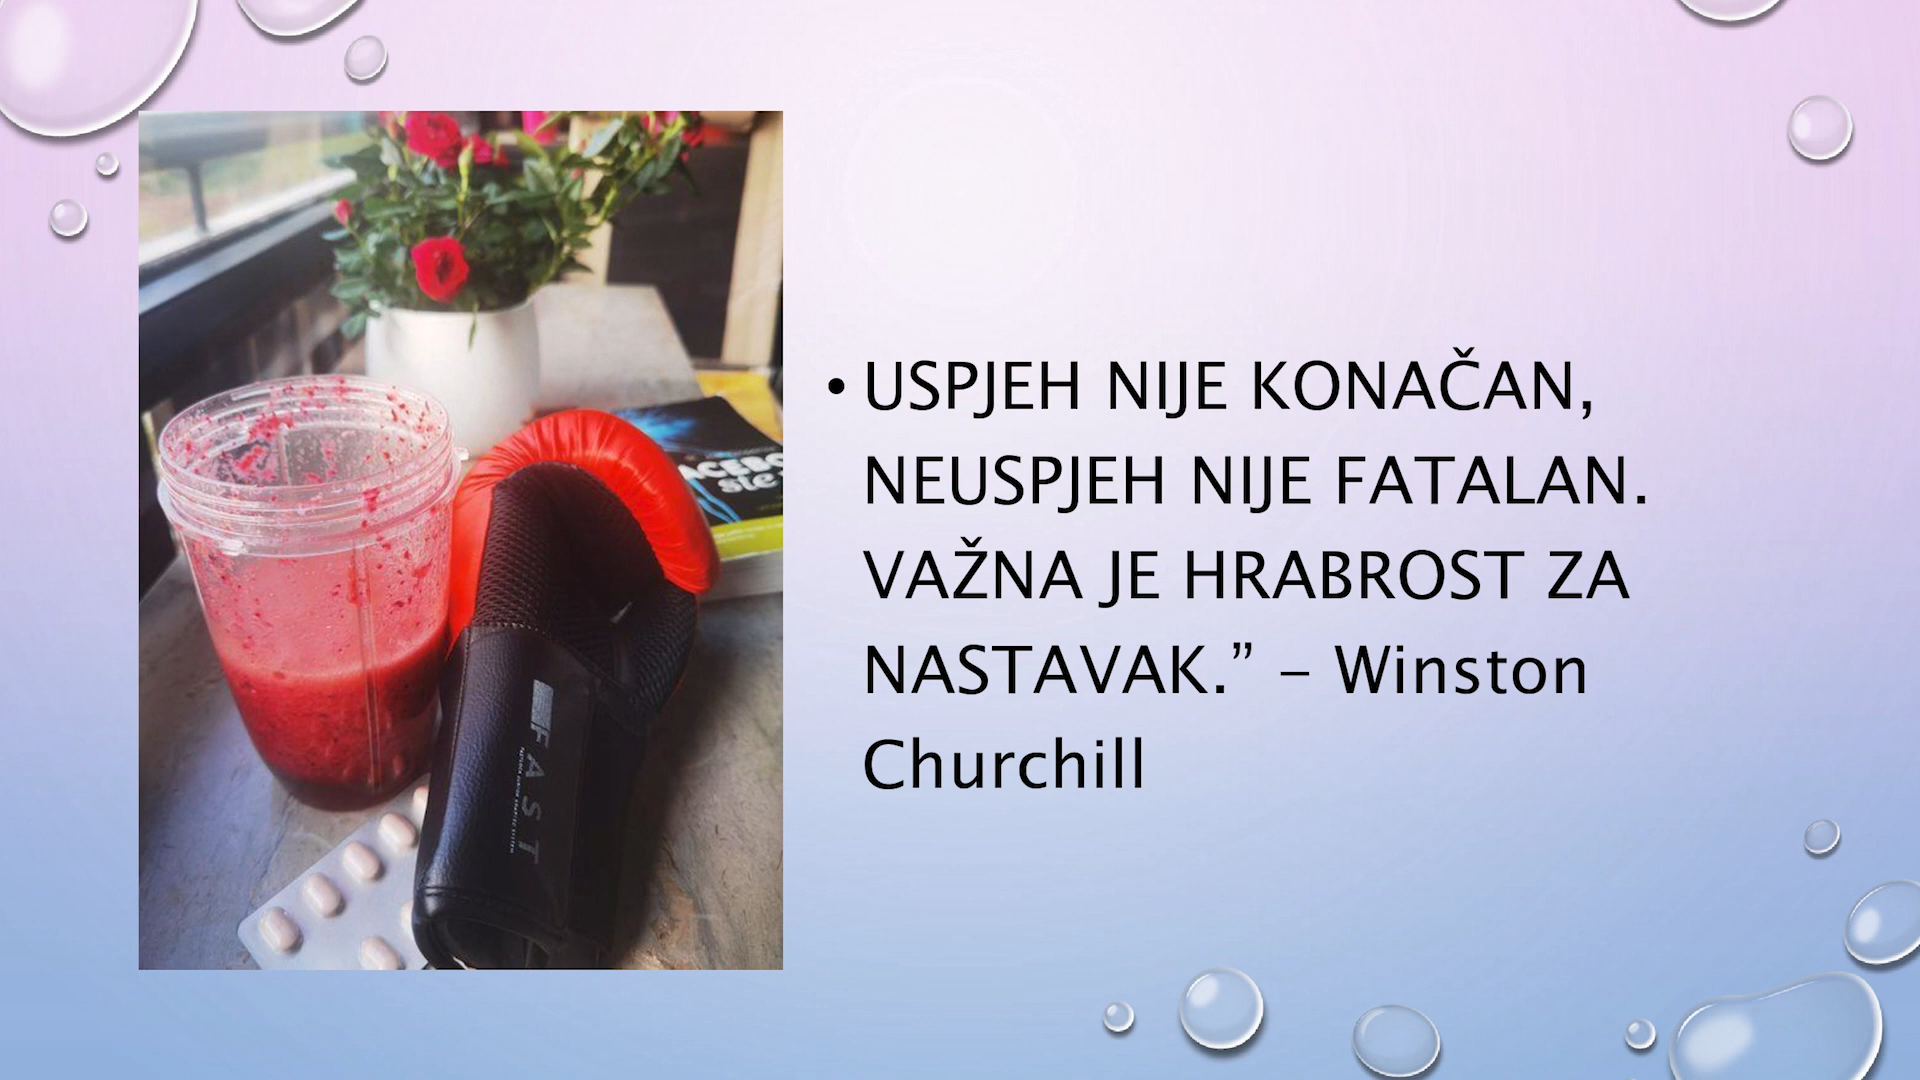 • USPJEH NIJE KONAČAN,
NEUSPJEH NIJE FATALAN.
VAŽNA JE HRABROST ZA
NASTAVAK.” – Winston
Churchill
FAST